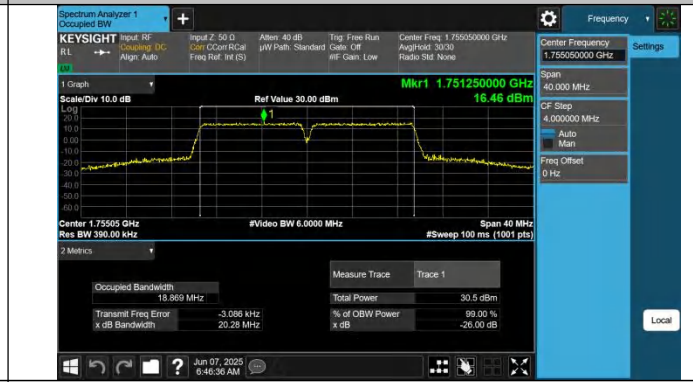 Spectrum Analyzer 1
Occupied BW
+
Frequency
KEYSIGHT Input: RF Input Z: 50 Ω Atten: 40 dB Trig: Free Run Center Freq: 1.755050000 GHz
RL Coupling: DC Corr CCorr RCal µW Path: Standard Gate: Off Avg|Hold: 30/30
Align: Auto Freq Ref: Int (S) #IF Gain: Low Radio Std: None
1 Graph
Mkr1 1.751250000 GHz
Scale/Div 10.0 dB Ref Value 30.00 dBm 16.46 dBm
Log
20.0
10.0
0.00
-10.0
-20.0
-30.0
-40.0
-50.0
-60.0
1
Center 1.75505 GHz #Video BW 6.0000 MHz Span 40 MHz
Res BW 390.00 kHz #Sweep 100 ms (1001 pts)
2 Metrics
Measure Trace Trace 1
Occupied Bandwidth
18.869 MHz Total Power 30.5 dBm
Transmit Freq Error -3.086 kHz % of OBW Power 99.00 %
x dB Bandwidth 20.28 MHz x dB -26.00 dB
Center Frequency
1.755050000 GHz
Settings
Span
40.000 MHz
CF Step
4.000000 MHz
Auto
Man
Freq Offset
0 Hz
Local
? Jun 07, 2025
6:46:36 AM